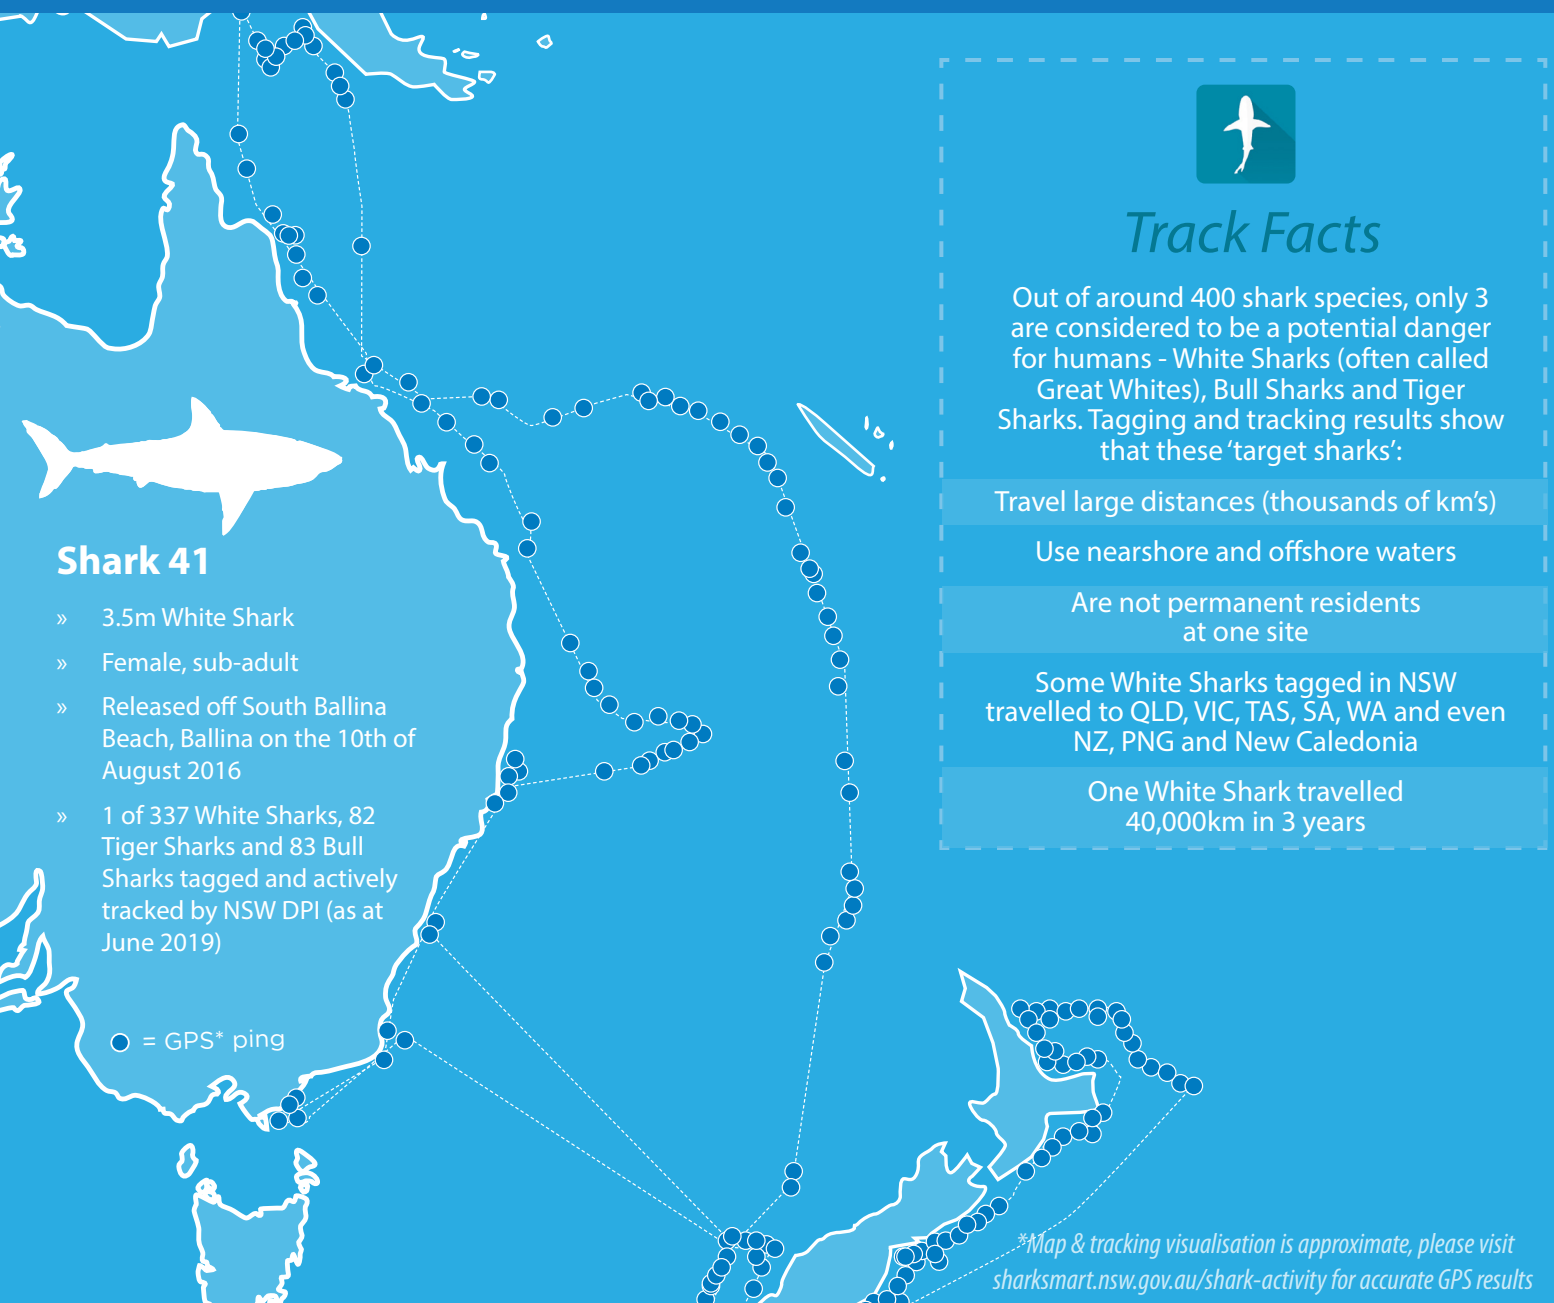 Shark 41
» 3.5m White Shark
» Female, sub-adult
» Released off South Ballina
Beach, Ballina on the 10th of
August 2016
» 1 of 337 White Sharks, 82
Tiger Sharks and 83 Bull
Sharks tagged and actively
tracked by NSW DPI (as at
June 2019)
= GPS* ping
Track Facts
Out of around 400 shark species, only 3
are considered to be a potential danger
for humans - White Sharks (often called
Great Whites), Bull Sharks and Tiger
Sharks. Tagging and tracking results show
that these ‘target sharks’:
Travel large distances (thousands of km’s)
Use nearshore and offshore waters
Are not permanent residents
at one site
Some White Sharks tagged in NSW
travelled to QLD, VIC, TAS, SA, WA and even
NZ, PNG and New Caledonia
One White Shark travelled
40,000km in 3 years
*Map & tracking visualisation is approximate, please visit
sharksmart.nsw.gov.au/shark-activity for accurate GPS results